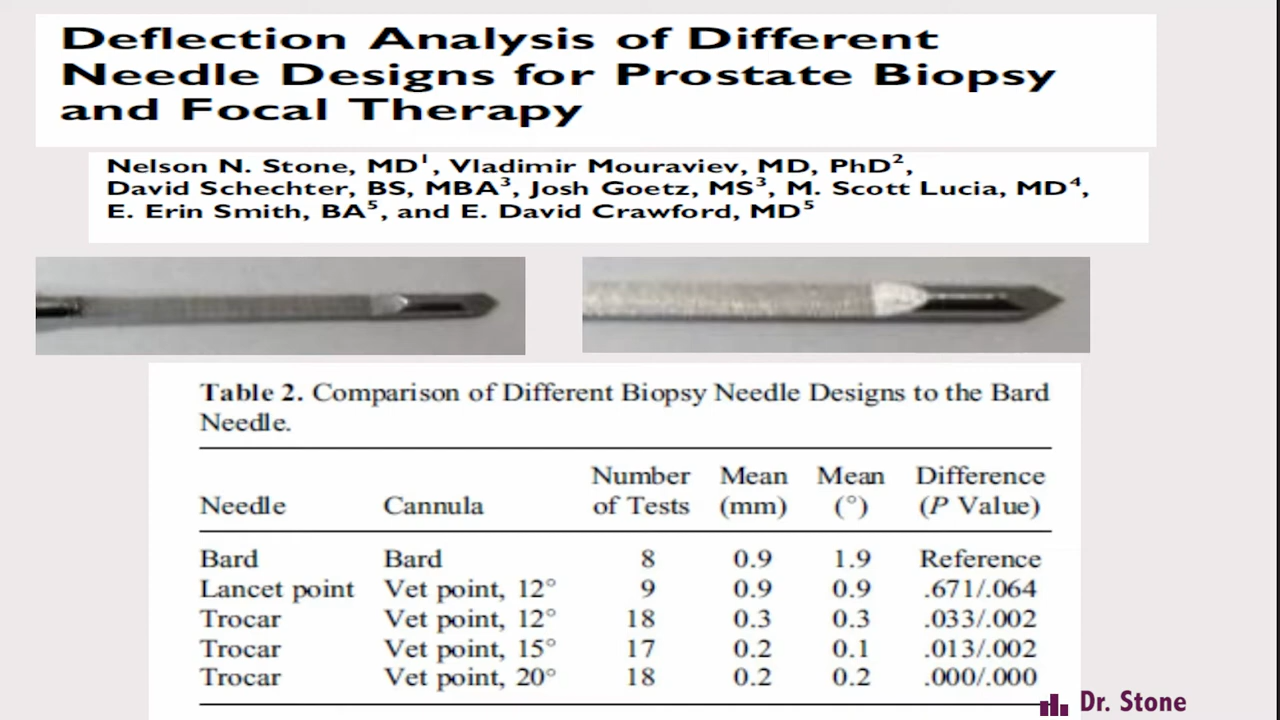 Deflection Analysis of Different
Needle Designs for Prostate Biopsy
and Focal Therapy
Nelson N. Stone, MD¹, Vladimir Mouraviev, MD, PhD²,
David Schechter, BS, MBA³, Josh Goetz, MS³, M. Scott Lucia, MD⁴,
E. Erin Smith, BA⁵, and E. David Crawford, MD⁵
Table 2. Comparison of Different Biopsy Needle Designs to the Bard
Needle.
Number Mean Mean Difference
Needle Cannula of Tests (mm) (°) (P Value)
Bard Bard 8 0.9 1.9 Reference
Lancet point Vet point, 12° 9 0.9 0.9 .671/.064
Trocar Vet point, 12° 18 0.3 0.3 .033/.002
Trocar Vet point, 15° 17 0.2 0.1 .013/.002
Trocar Vet point, 20° 18 0.2 0.2 .000/.000
Dr. Stone